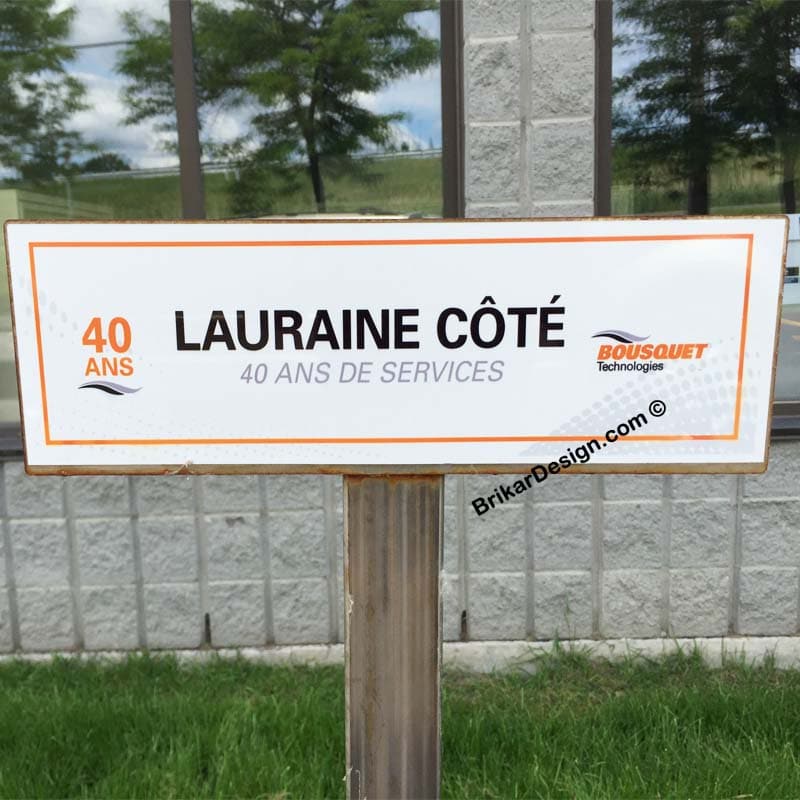 40
ANS
LAURAINE CÔTÉ
40 ANS DE SERVICES
BOUSQUET
Technologies
BrikarDesign.com ©